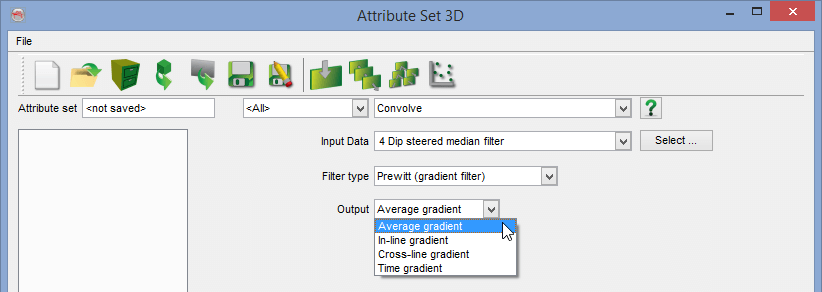 Attribute Set 3D
File
Attribute set <not saved> <All> Convolve ?
Input Data 4 Dip steered median filter Select ...
Filter type Prewitt (gradient filter)
Output Average gradient
Average gradient
In-line gradient
Cross-line gradient
Time gradient